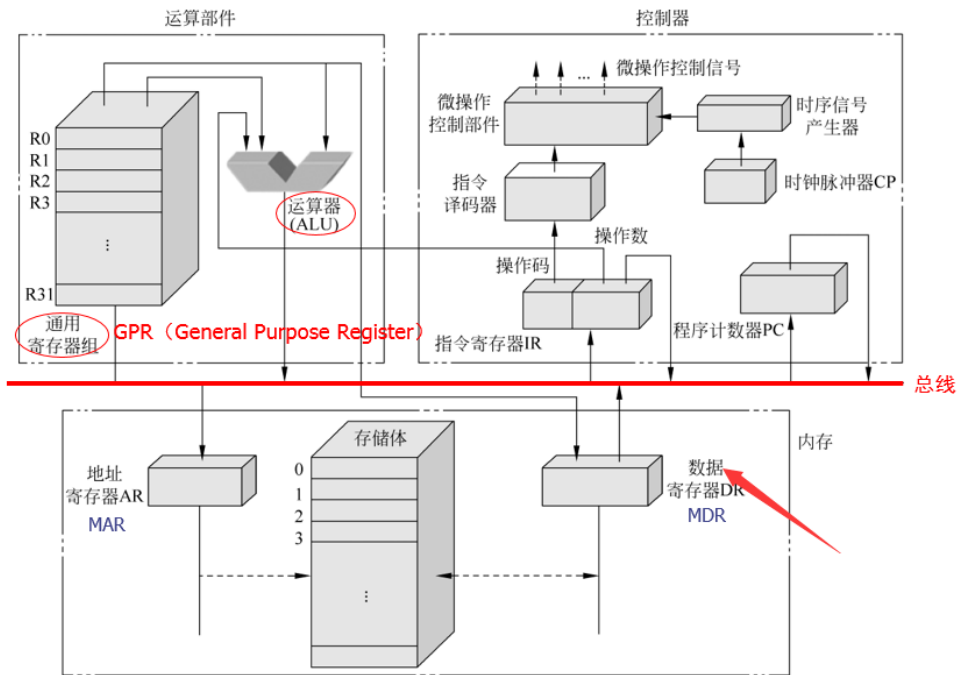 运算部件
控制器
R0
R1
R2
R3
⋮
R31
通用
寄存器组
GPR（General Purpose Register）
运算器
(ALU)
...
微操作控制信号
微操作
控制部件
时序信号
产生器
指令
译码器
时钟脉冲器CP
操作数
操作码
指令寄存器IR
程序计数器PC
总线
内存
地址
寄存器AR
MAR
存储体
0
1
2
3
⋮
数据
寄存器DR
MDR